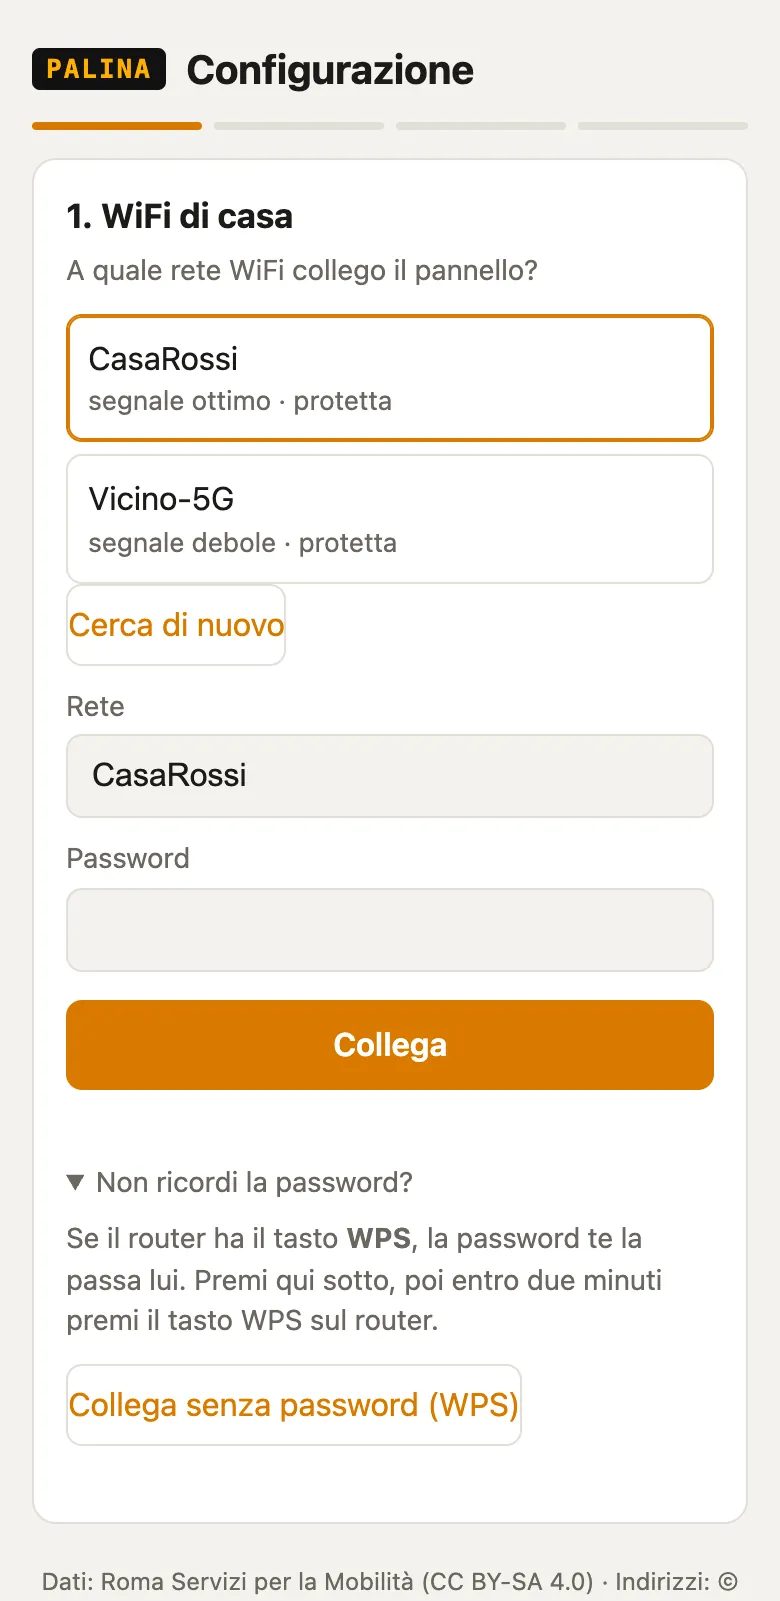 PALINA Configurazione
1. WiFi di casa
A quale rete WiFi collego il pannello?
CasaRossi
segnale ottimo · protetta
Vicino-5G
segnale debole · protetta
Cerca di nuovo
Rete
CasaRossi
Password
Collega
▼ Non ricordi la password?
Se il router ha il tasto WPS, la password te la
passa lui. Premi qui sotto, poi entro due minuti
premi il tasto WPS sul router.
Collega senza password (WPS)
Dati: Roma Servizi per la Mobilità (CC BY-SA 4.0) · Indirizzi: ©